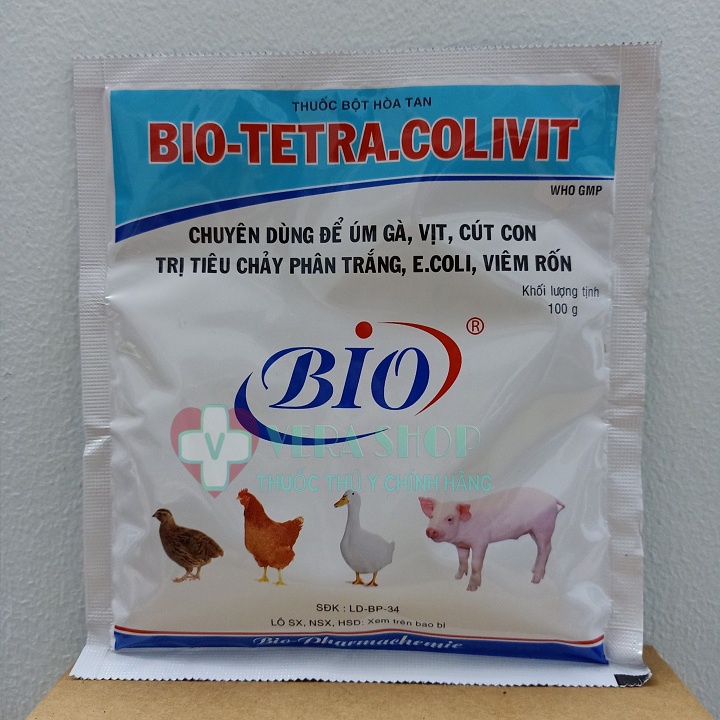 THUỐC BỘT HÒA TAN
BIO-TETRA.COLIVIT
WHO GMP
CHUYÊN DÙNG ĐỂ ÚM GÀ, VỊT, CÚT CON
TRỊ TIÊU CHẢY PHÂN TRẮNG, E.COLI, VIÊM RỐN
Khối lượng tịnh
100 g
BIO®
V VERA SHOP
THUỐC THÚ Y CHÍNH HÃNG
SĐK : LD-BP-34
LÔ SX, NSX, HSD: Xem trên bao bì
Bio-Pharmachemie